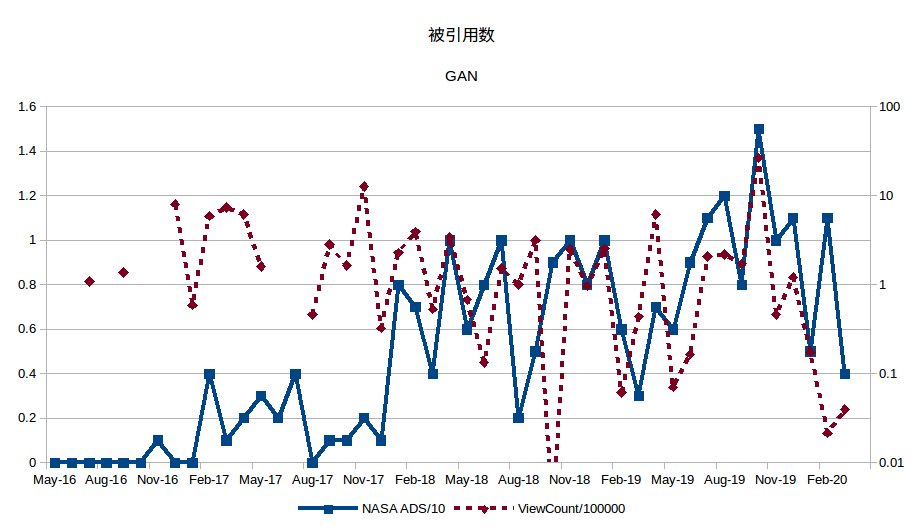 被引用数
GAN
1.6 100
1.4
1.2 10
1
0.8 1
0.6
0.4 0.1
0.2
0 0.01
May-16 Aug-16 Nov-16 Feb-17 May-17 Aug-17 Nov-17 Feb-18 May-18 Aug-18 Nov-18 Feb-19 May-19 Aug-19 Nov-19 Feb-20
NASA ADS/10 ViewCount/100000